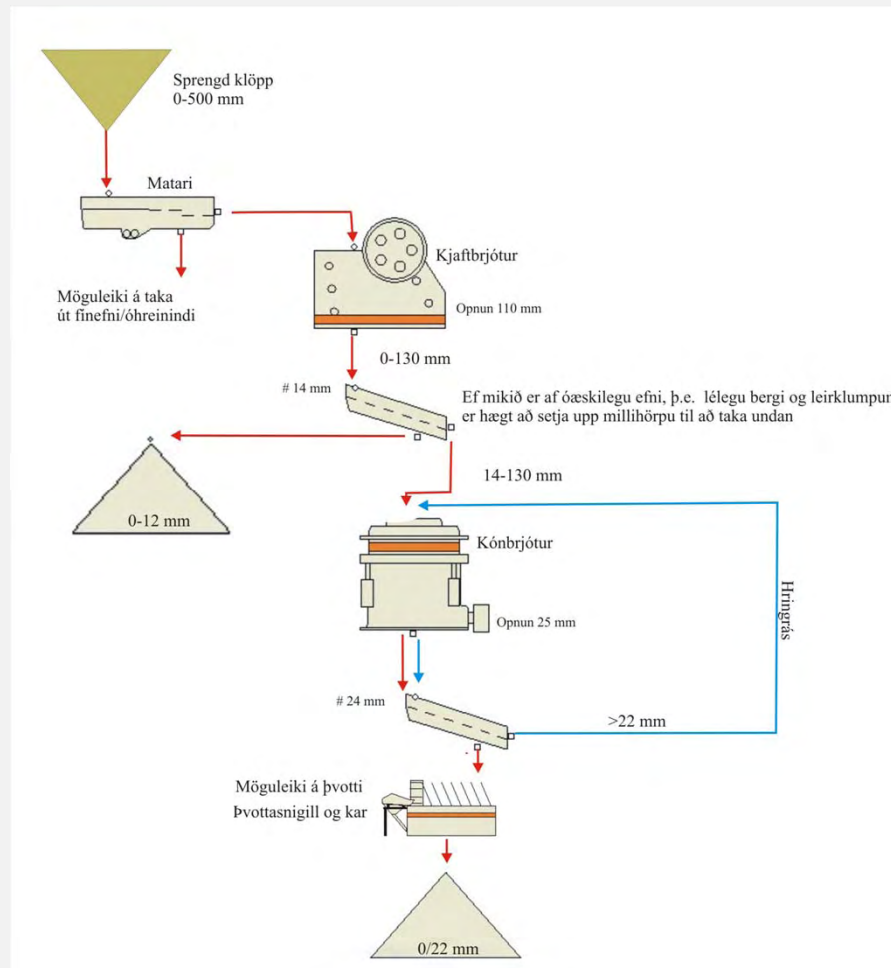 Sprengd klöpp
0-500 mm
Matari
Möguleiki á taka
út fínefni/óhreinindi
Kjaftbrjótur
Opnun 110 mm
0-130 mm
# 14 mm
Ef mikið er af óæskilegu efni, þ.e. lélegu bergi og leirklumpum
er hægt að setja upp millihörpu til að taka undan
14-130 mm
0-12 mm
Kónbrjótur
Opnun 25 mm
Hringrás
# 24 mm
>22 mm
Möguleiki á þvotti
Þvottasnigill og kar
0/22 mm